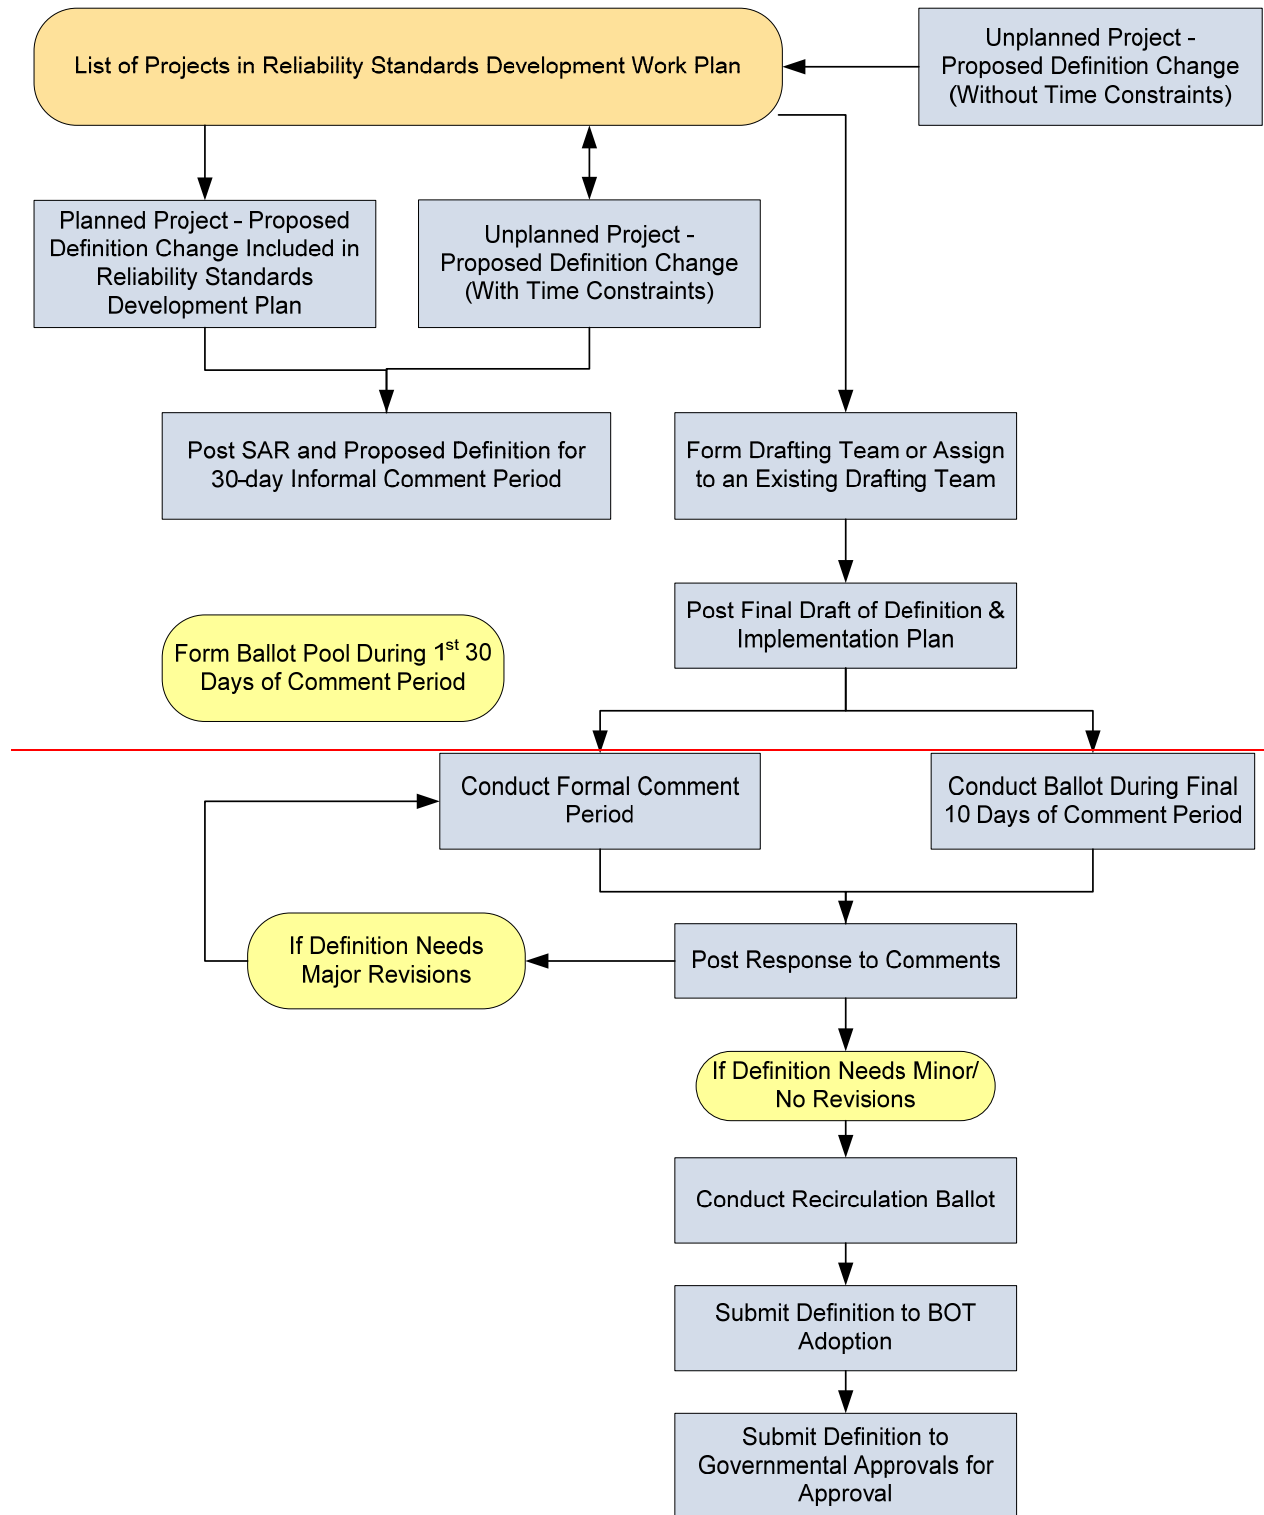 List of Projects in Reliability Standards Development Work Plan
Unplanned Project -
Proposed Definition Change
(Without Time Constraints)
Planned Project - Proposed
Definition Change Included in
Reliability Standards
Development Plan
Unplanned Project -
Proposed Definition Change
(With Time Constraints)
Post SAR and Proposed Definition for
30-day Informal Comment Period
Form Drafting Team or Assign
to an Existing Drafting Team
Post Final Draft of Definition &
Implementation Plan
Form Ballot Pool During 1st 30
Days of Comment Period
Conduct Formal Comment
Period
Conduct Ballot During Final
10 Days of Comment Period
If Definition Needs
Major Revisions
Post Response to Comments
If Definition Needs Minor/
No Revisions
Conduct Recirculation Ballot
Submit Definition to BOT
Adoption
Submit Definition to
Governmental Approvals for
Approval